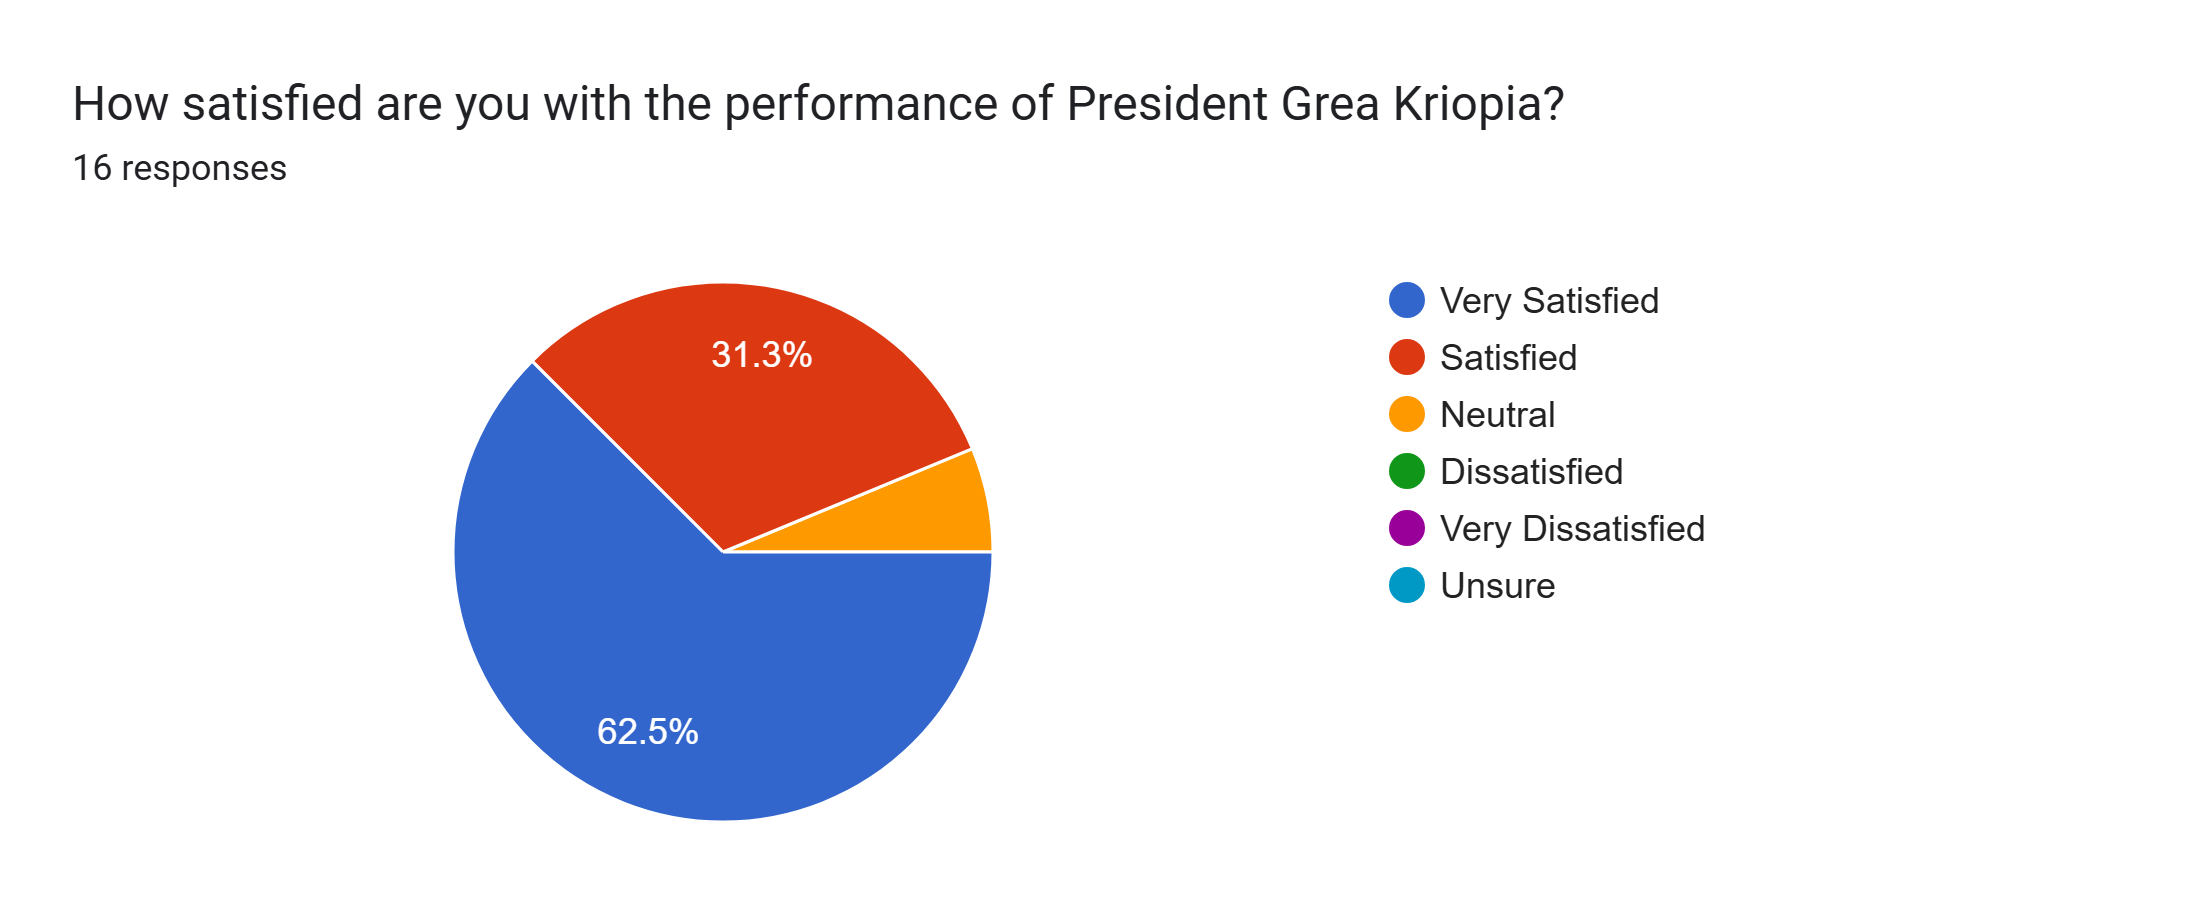 How satisfied are you with the performance of President Grea Kriopia?
16 responses
31.3%
62.5%
Very Satisfied
Satisfied
Neutral
Dissatisfied
Very Dissatisfied
Unsure